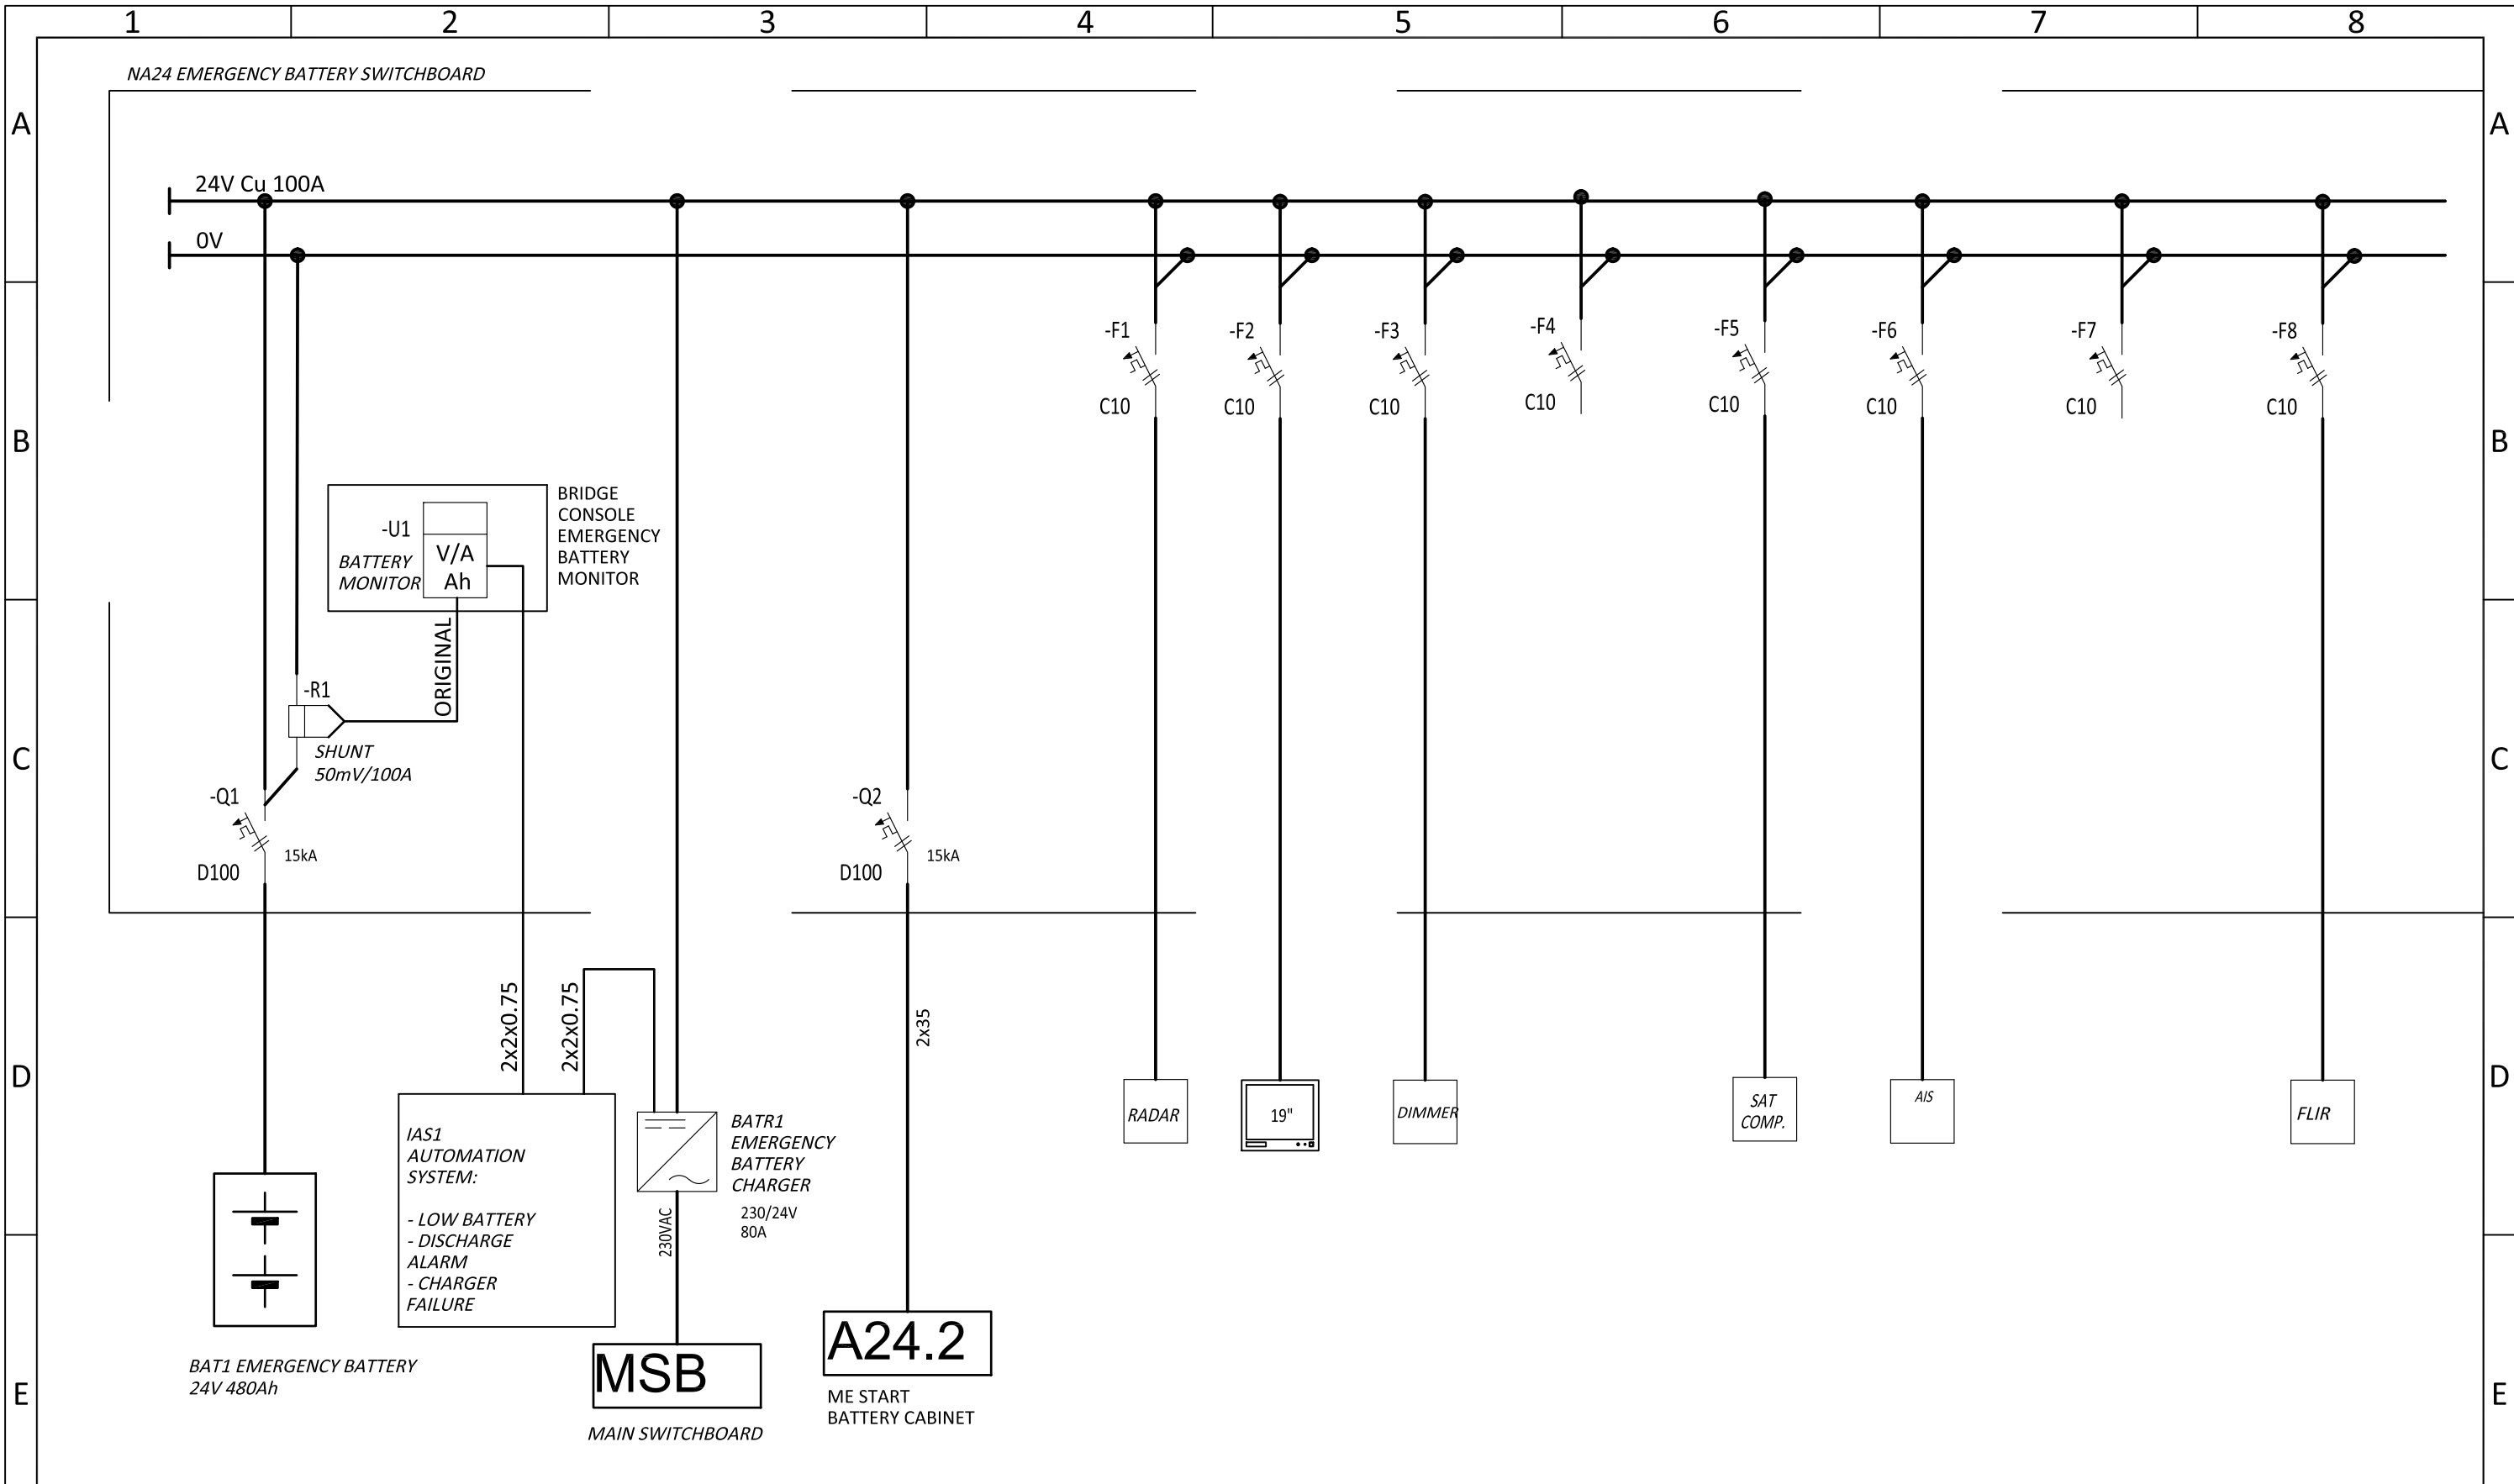 1 2 3 4 5 6 7 8
NA24 EMERGENCY BATTERY SWITCHBOARD
A A
24V Cu 100A
0V
-F1 -F2 -F3 -F4 -F5 -F6 -F7 -F8
C10 C10 C10 C10 C10 C10 C10 C10
B B
-U1
V/A
Ah
BATTERY
MONITOR
BRIDGE
CONSOLE
EMERGENCY
BATTERY
MONITOR
ORIGINAL
-R1
SHUNT
50mV/100A
C C
-Q1
15kA
D100
-Q2
15kA
D100
2x2x0.75
2x2x0.75
2x35
D D
RADAR
19"
DIMMER
SAT
COMP.
AIS
FLIR
IAS1
AUTOMATION
SYSTEM:
- LOW BATTERY
- DISCHARGE
ALARM
- CHARGER
FAILURE
BATR1
EMERGENCY
BATTERY
CHARGER
230/24V
80A
230VAC
BAT1 EMERGENCY BATTERY
24V 480Ah
MSB
MAIN SWITCHBOARD
A24.2
ME START
BATTERY CABINET
E E